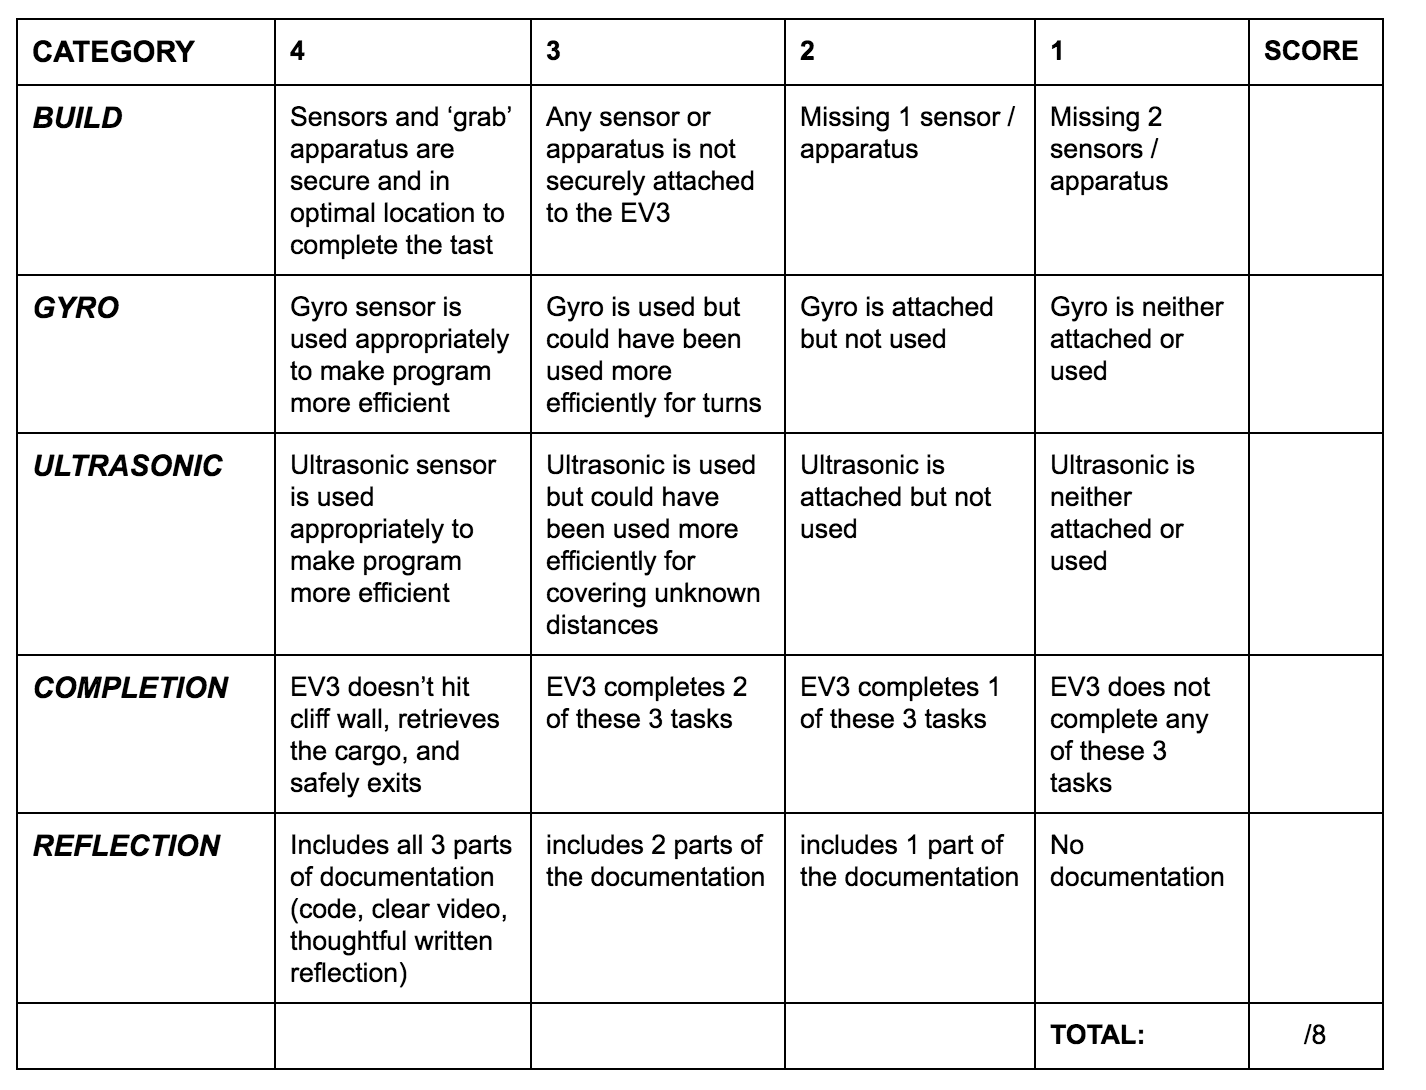 CATEGORY 4 3 2 1 SCORE
BUILD
Sensors and ‘grab’
apparatus are
secure and in
optimal location to
complete the tast
Any sensor or
apparatus is not
securely attached
to the EV3
Missing 1 sensor /
apparatus
Missing 2
sensors /
apparatus
GYRO
Gyro sensor is
used appropriately
to make program
more efficient
Gyro is used but
could have been
used more
efficiently for turns
Gyro is attached
but not used
Gyro is neither
attached or
used
ULTRASONIC
Ultrasonic sensor
is used
appropriately to
make program
more efficient
Ultrasonic is used
but could have
been used more
efficiently for
covering unknown
distances
Ultrasonic is
attached but not
used
Ultrasonic is
neither
attached or
used
COMPLETION
EV3 doesn’t hit
cliff wall, retrieves
the cargo, and
safely exits
EV3 completes 2
of these 3 tasks
EV3 completes 1
of these 3 tasks
EV3 does not
complete any
of these 3
tasks
REFLECTION
Includes all 3 parts
of documentation
(code, clear video,
thoughtful written
reflection)
includes 2 parts of
the documentation
includes 1 part of
the documentation
No
documentation
TOTAL: /8